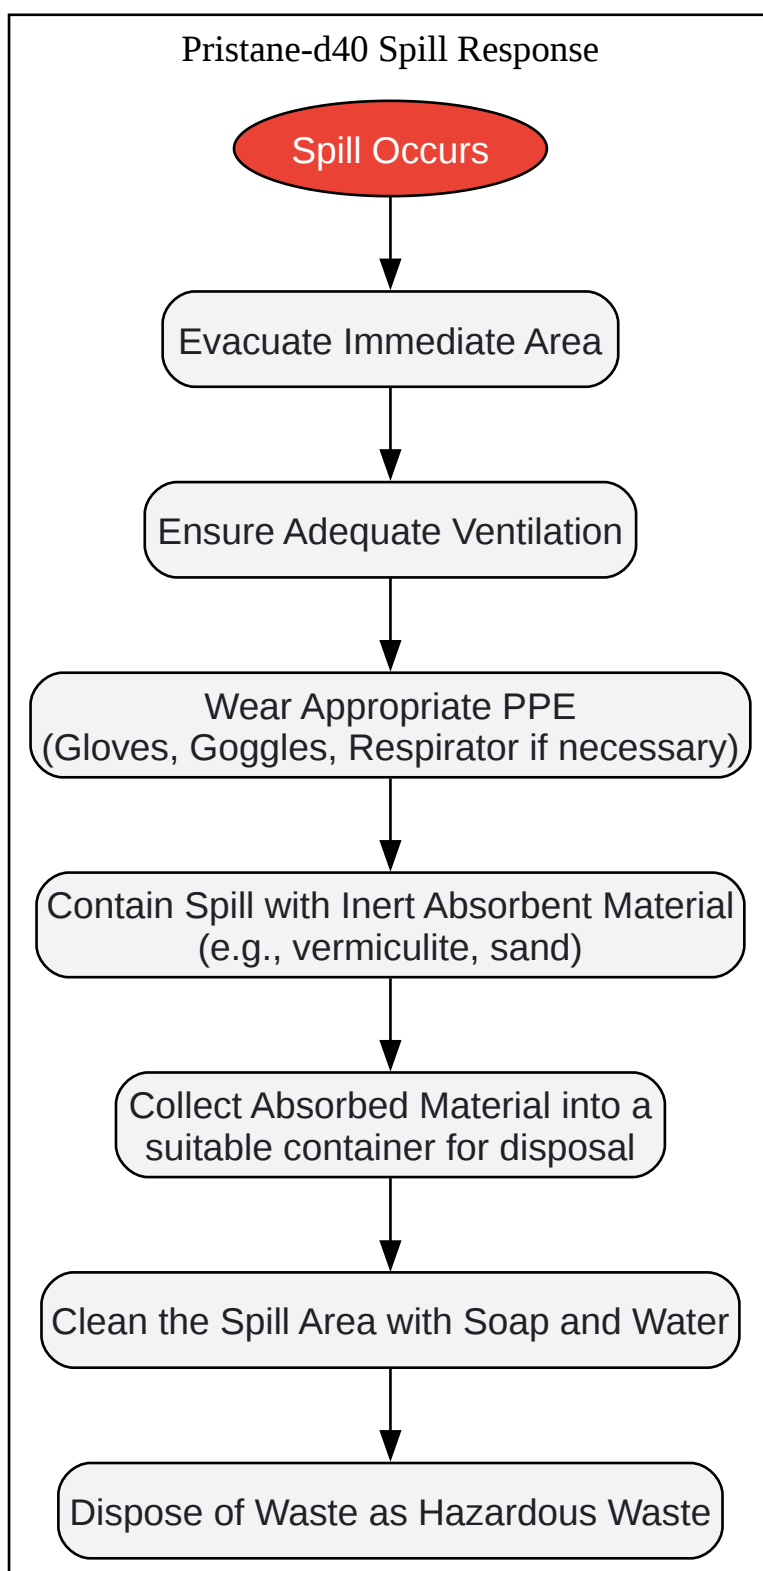 Pristane-d40 Spill Response
Spill Occurs
Evacuate Immediate Area
Ensure Adequate Ventilation
Wear Appropriate PPE
(Gloves, Goggles, Respirator if necessary)
Contain Spill with Inert Absorbent Material
(e.g., vermiculite, sand)
Collect Absorbed Material into a
suitable container for disposal
Clean the Spill Area with Soap and Water
Dispose of Waste as Hazardous Waste